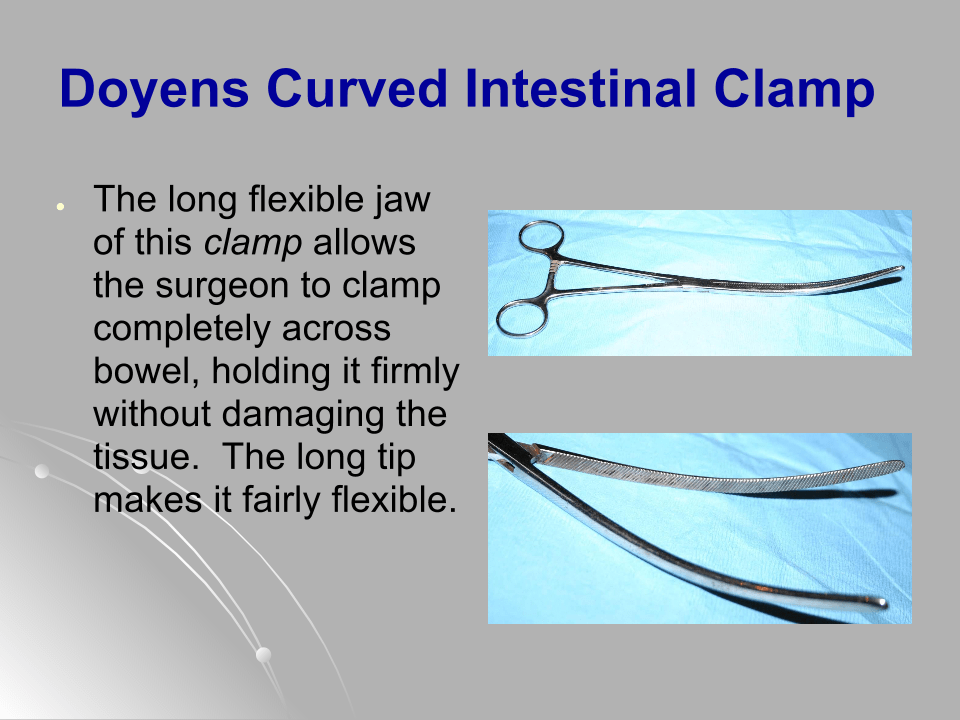 Doyens Curved Intestinal Clamp
● The long flexible jaw
of this clamp allows
the surgeon to clamp
completely across
bowel, holding it firmly
without damaging the
tissue.  The long tip
makes it fairly flexible.